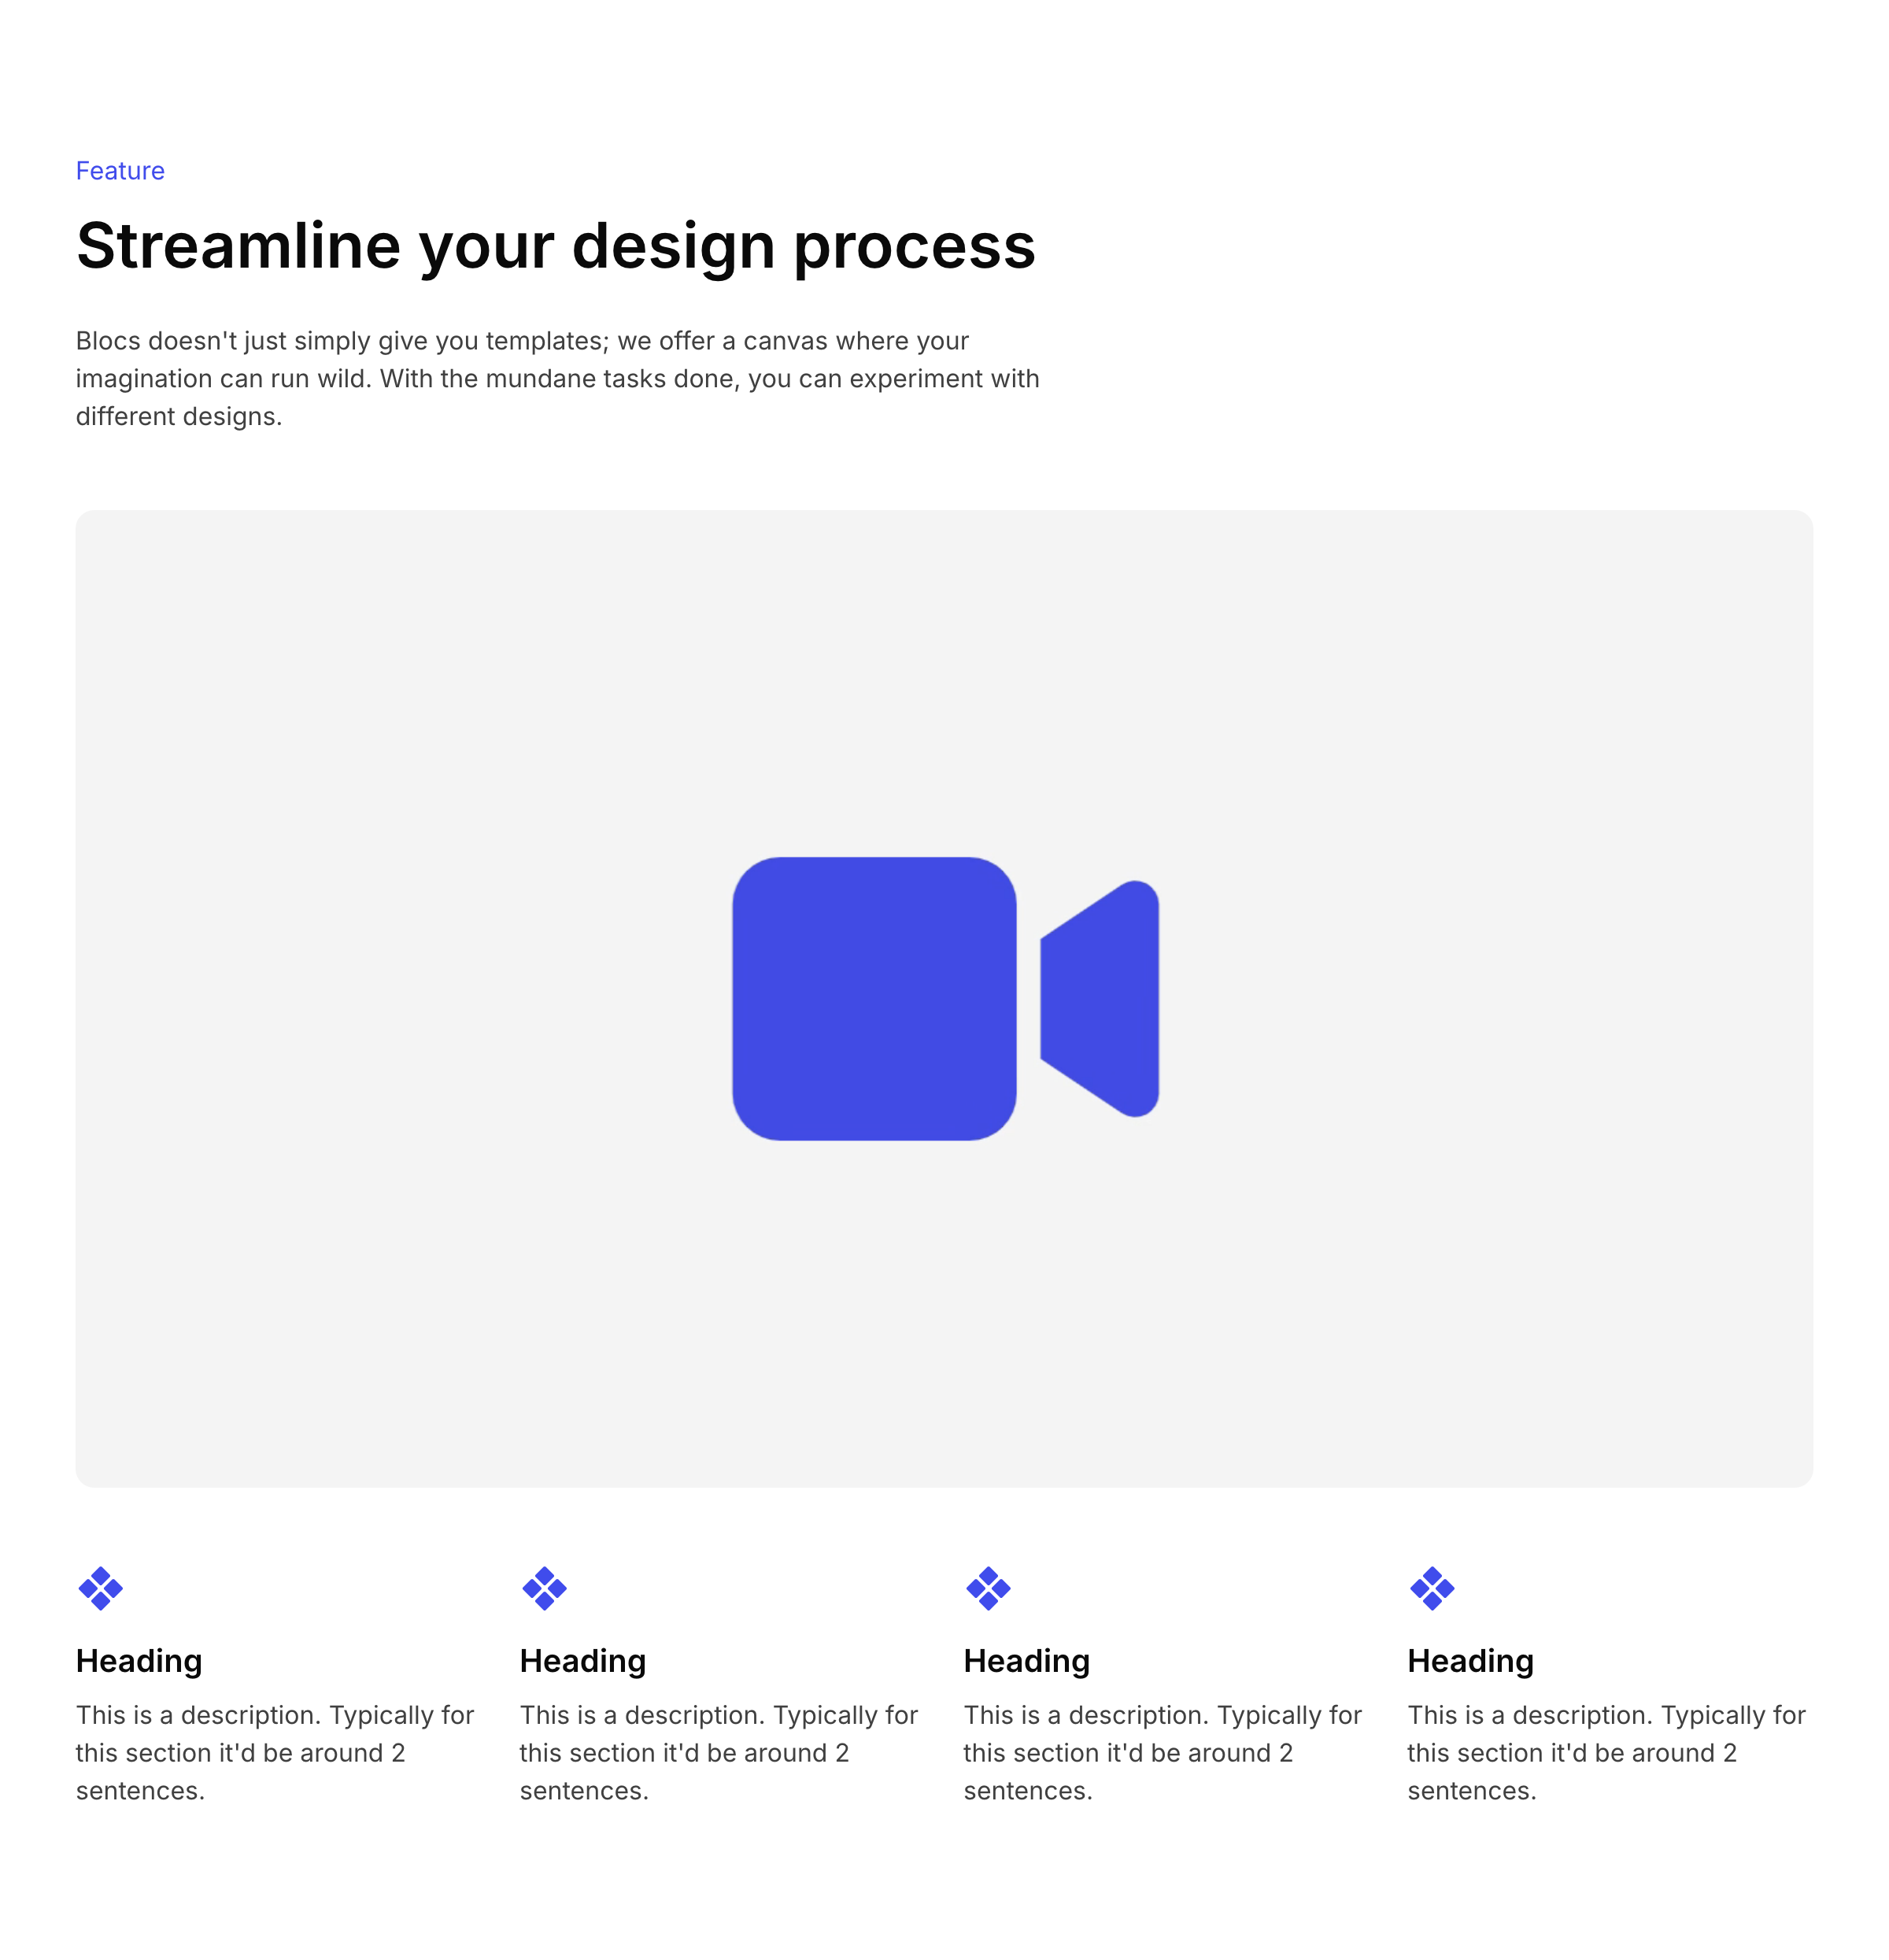 Feature
Streamline your design process
Blocs doesn't just simply give you templates; we offer a canvas where your
imagination can run wild. With the mundane tasks done, you can experiment with
different designs.
Heading
This is a description. Typically for
this section it'd be around 2
sentences.
Heading
This is a description. Typically for
this section it'd be around 2
sentences.
Heading
This is a description. Typically for
this section it'd be around 2
sentences.
Heading
This is a description. Typically for
this section it'd be around 2
sentences.